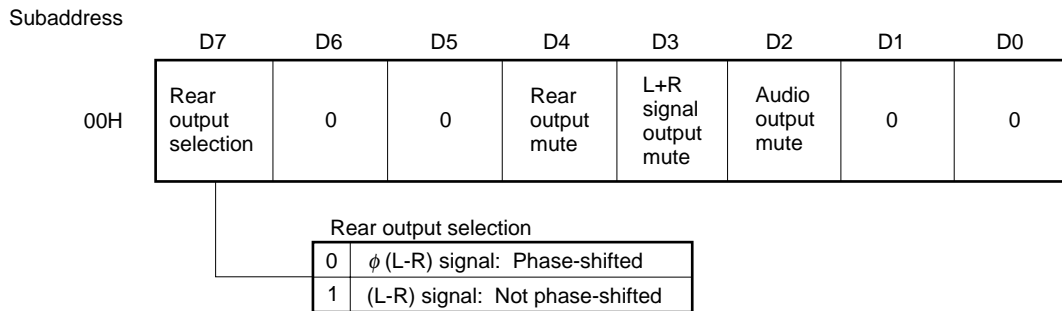 Subaddress
D7 D6 D5 D4 D3 D2 D1 D0
00H
Rear
output
selection
0
0
Rear
output
mute
L+R
signal
output
mute
Audio
output
mute
0
0
Rear output selection
0 ϕ (L-R) signal: Phase-shifted
1 (L-R) signal: Not phase-shifted